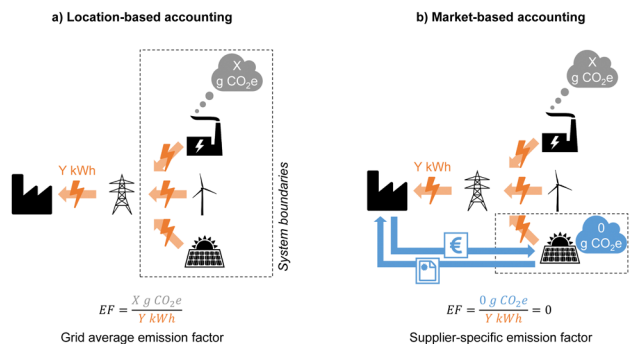 a) Location-based accounting
X
g CO₂e
Y kWh
System boundaries
EF = X g CO₂e / Y kWh
Grid average emission factor
b) Market-based accounting
X
g CO₂e
Y kWh
0
g CO₂e
€
EF = 0 g CO₂e / Y kWh = 0
Supplier-specific emission factor